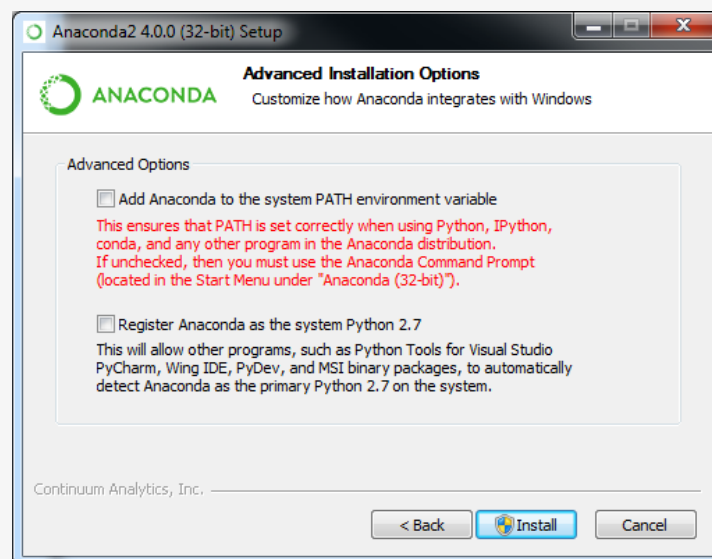 Anaconda2 4.0.0 (32-bit) Setup
ANACONDA
Advanced Installation Options
Customize how Anaconda integrates with Windows
Advanced Options
Add Anaconda to the system PATH environment variable
This ensures that PATH is set correctly when using Python, IPython,
conda, and any other program in the Anaconda distribution.
If unchecked, then you must use the Anaconda Command Prompt
(located in the Start Menu under "Anaconda (32-bit)").
Register Anaconda as the system Python 2.7
This will allow other programs, such as Python Tools for Visual Studio
PyCharm, Wing IDE, PyDev, and MSI binary packages, to automatically
detect Anaconda as the primary Python 2.7 on the system.
Continuum Analytics, Inc.
< Back
Install
Cancel